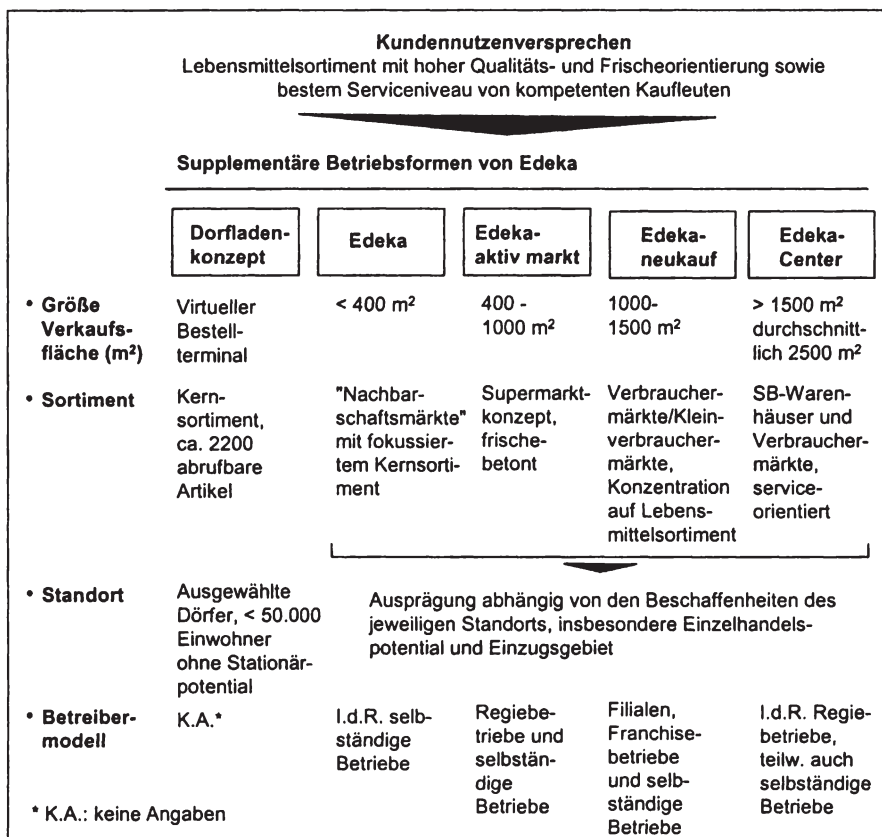 Kundennutzenversprechen
Lebensmittelsortiment mit hoher Qualitäts- und Frischeorientierung sowie
bestem Serviceniveau von kompetenten Kaufleuten
Supplementäre Betriebsformen von Edeka
Dorfladen-
konzept
Edeka
Edeka-
aktiv markt
Edeka-
neukauf
Edeka-
Center
• Größe
Verkaufs-
fläche (m²)
Virtueller
Bestell-
terminal
< 400 m²
400 -
1000 m²
1000-
1500 m²
> 1500 m²
durchschnitt-
lich 2500 m²
• Sortiment
Kern-
sortiment,
ca. 2200
abrufbare
Artikel
"Nachbar-
schaftsmärkte"
mit fokussier-
tem Kernsorti-
ment
Supermarkt-
konzept,
frische-
betont
Verbraucher-
märkte/Klein-
verbraucher-
märkte,
Konzentration
auf Lebens-
mittelsortiment
SB-Waren-
häuser und
Verbraucher-
märkte,
service-
orientiert
• Standort
Ausgewählte
Dörfer, < 50.000
Einwohner
ohne Stationär-
potential
Ausprägung abhängig von den Beschaffenheiten des
jeweiligen Standorts, insbesondere Einzelhandels-
potential und Einzugsgebiet
• Betreiber-
modell
K.A.*
I.d.R. selb-
ständige
Betriebe
Regiebe-
triebe und
selbstän-
dige
Betriebe
Filialen,
Franchise-
betriebe
und selb-
ständige
Betriebe
I.d.R. Regie-
betriebe,
teilw. auch
selbständige
Betriebe
* K.A.: keine Angaben